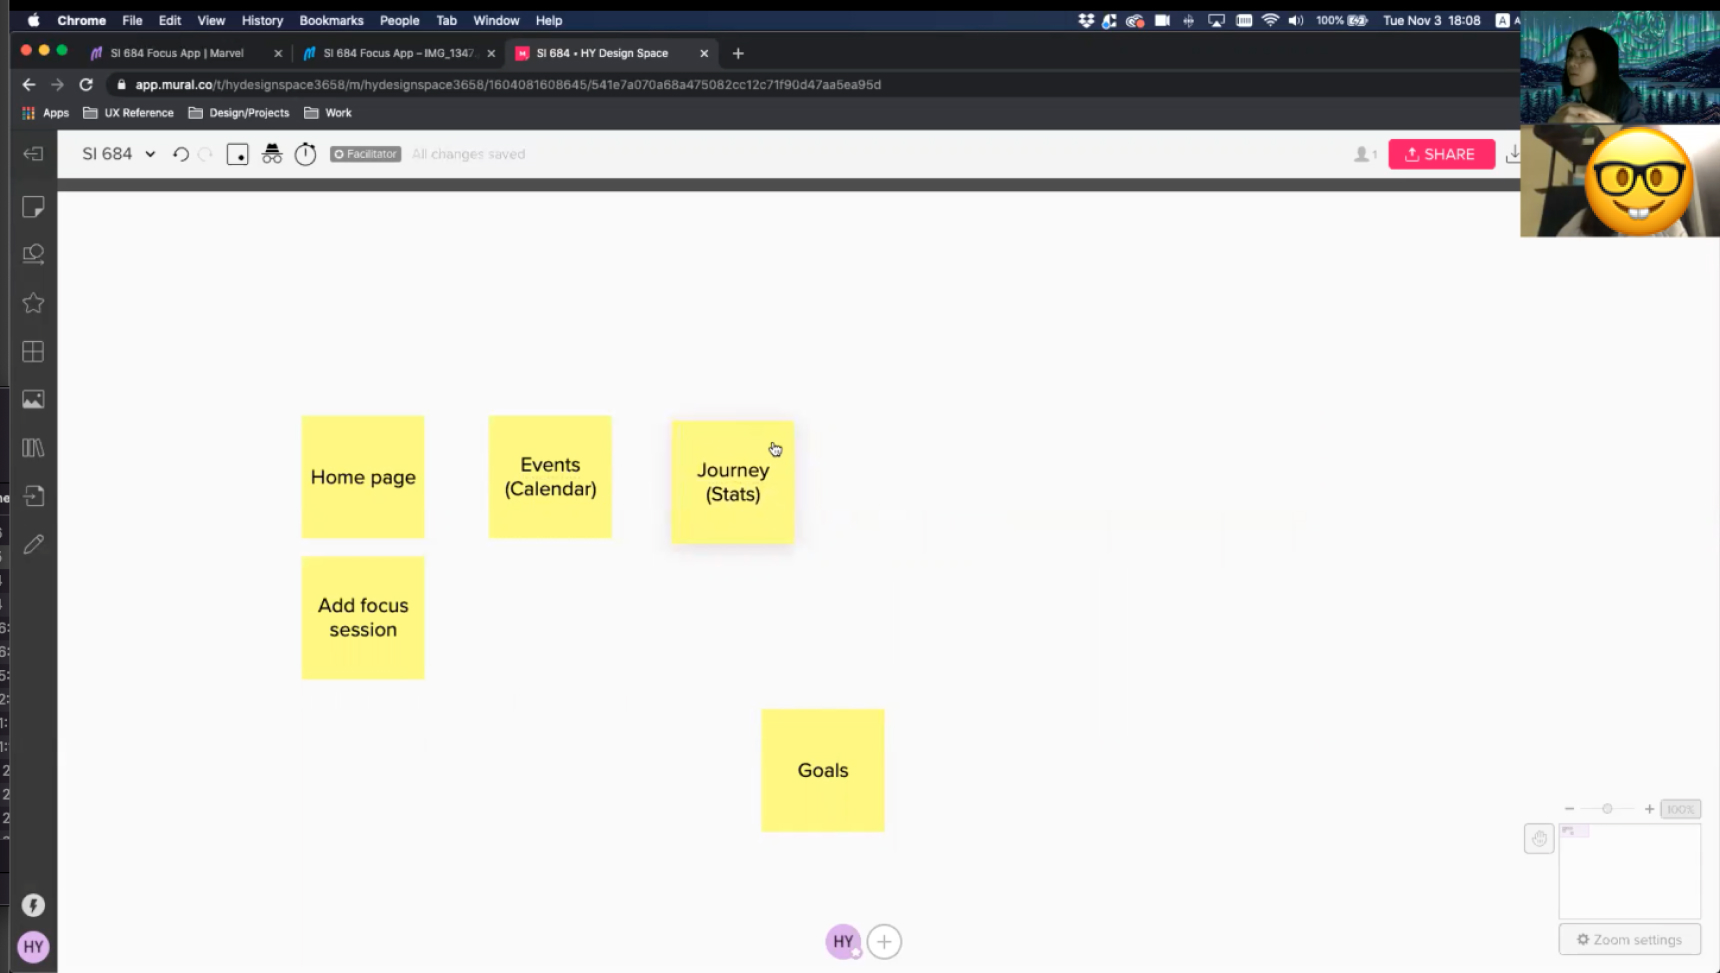 Chrome File Edit View History Bookmarks People Tab Window Help 100% Tue Nov 3 18:08 A
SI 684 Focus App | Marvel
SI 684 Focus App – IMG_1347
SI 684 • HY Design Space
app.mural.co/t/hydesignspace3658/m/hydesignspace3658/1604081608645/541e7a070a68a475082cc12c71f90d47aa5ea95d
Apps UX Reference Design/Projects Work
SI 684 Facilitator All changes saved 1 SHARE
Home page
Events
(Calendar)
Journey
(Stats)
Add focus
session
Goals
100%
Zoom settings
HY
HY